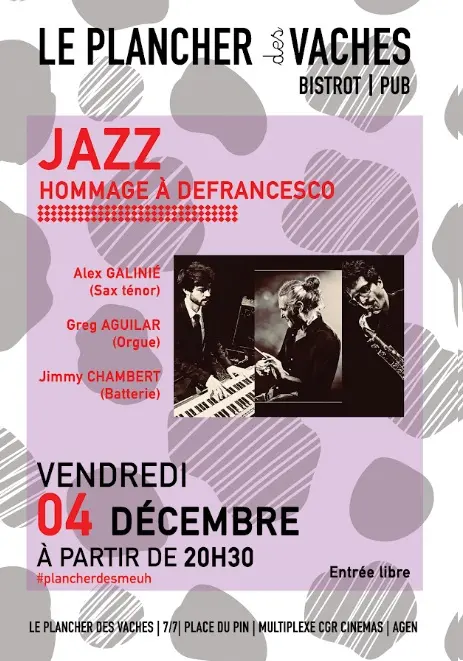 LE PLANCHER des VACHES
BISTROT | PUB
JAZZ
HOMMAGE À DEFRANCESCO
Alex GALINIÉ
(Sax ténor)
Greg AGUILAR
(Orgue)
Jimmy CHAMBERT
(Batterie)
VENDREDI
04 DÉCEMBRE
À PARTIR DE 20H30
#plancherdesmeuh
Entrée libre
LE PLANCHER DES VACHES | 7/7| PLACE DU PIN | MULTIPLEXE CGR CINEMAS | AGEN